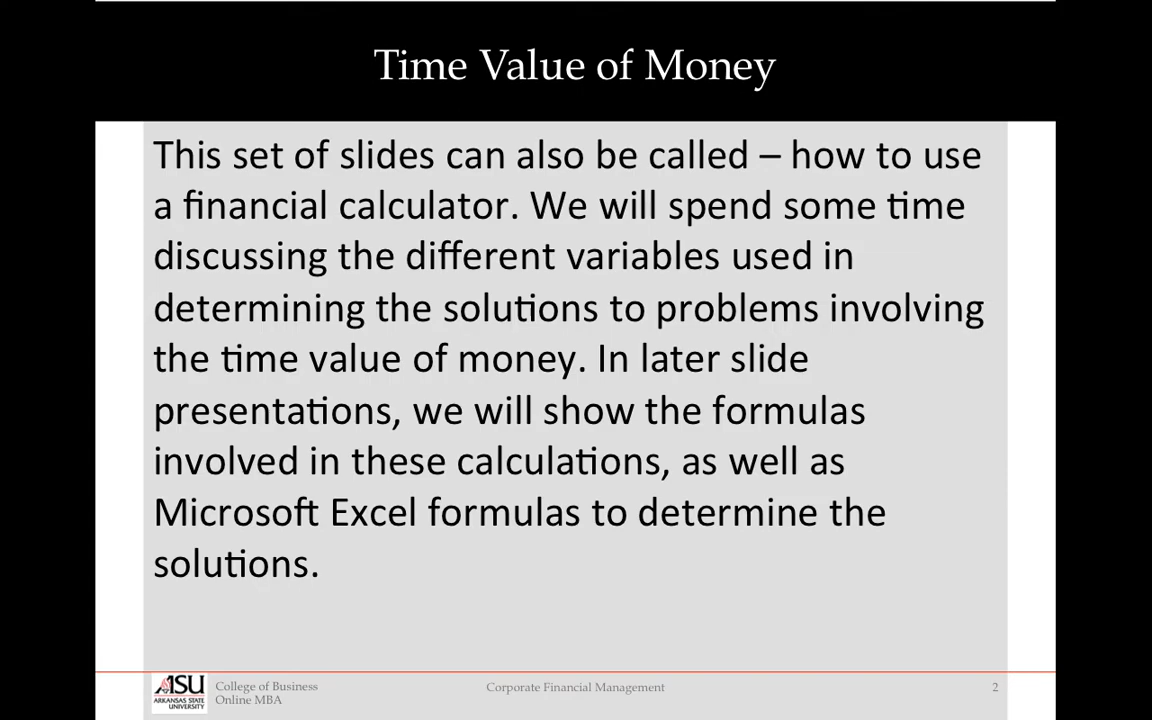 Time Value of Money
This set of slides can also be called – how to use
a financial calculator. We will spend some time
discussing the different variables used in
determining the solutions to problems involving
the time value of money. In later slide
presentations, we will show the formulas
involved in these calculations, as well as
Microsoft Excel formulas to determine the
solutions.
ASU
ARKANSAS STATE
UNIVERSITY
College of Business
Online MBA
Corporate Financial Management
2